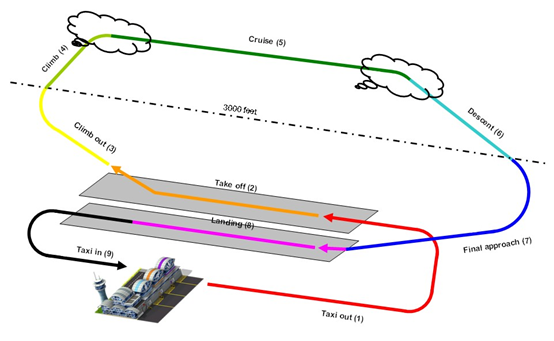 Cruise (5)
Climb (4)
3000 feet
Descent (6)
Climb out (3)
Take off (2)
Landing (8)
Final approach (7)
Taxi in (9)
Taxi out (1)